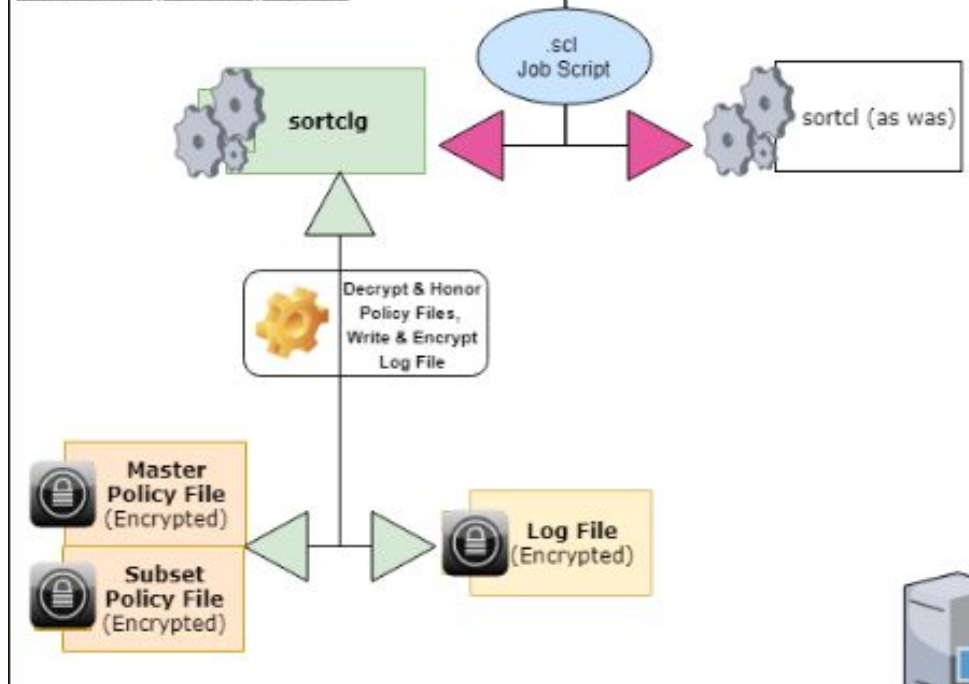 .scl
Job Script
sortclg
sortcl (as was)
Decrypt & Honor
Policy Files,
Write & Encrypt
Log File
Master
Policy File
(Encrypted)
Log File
(Encrypted)
Subset
Policy File
(Encrypted)